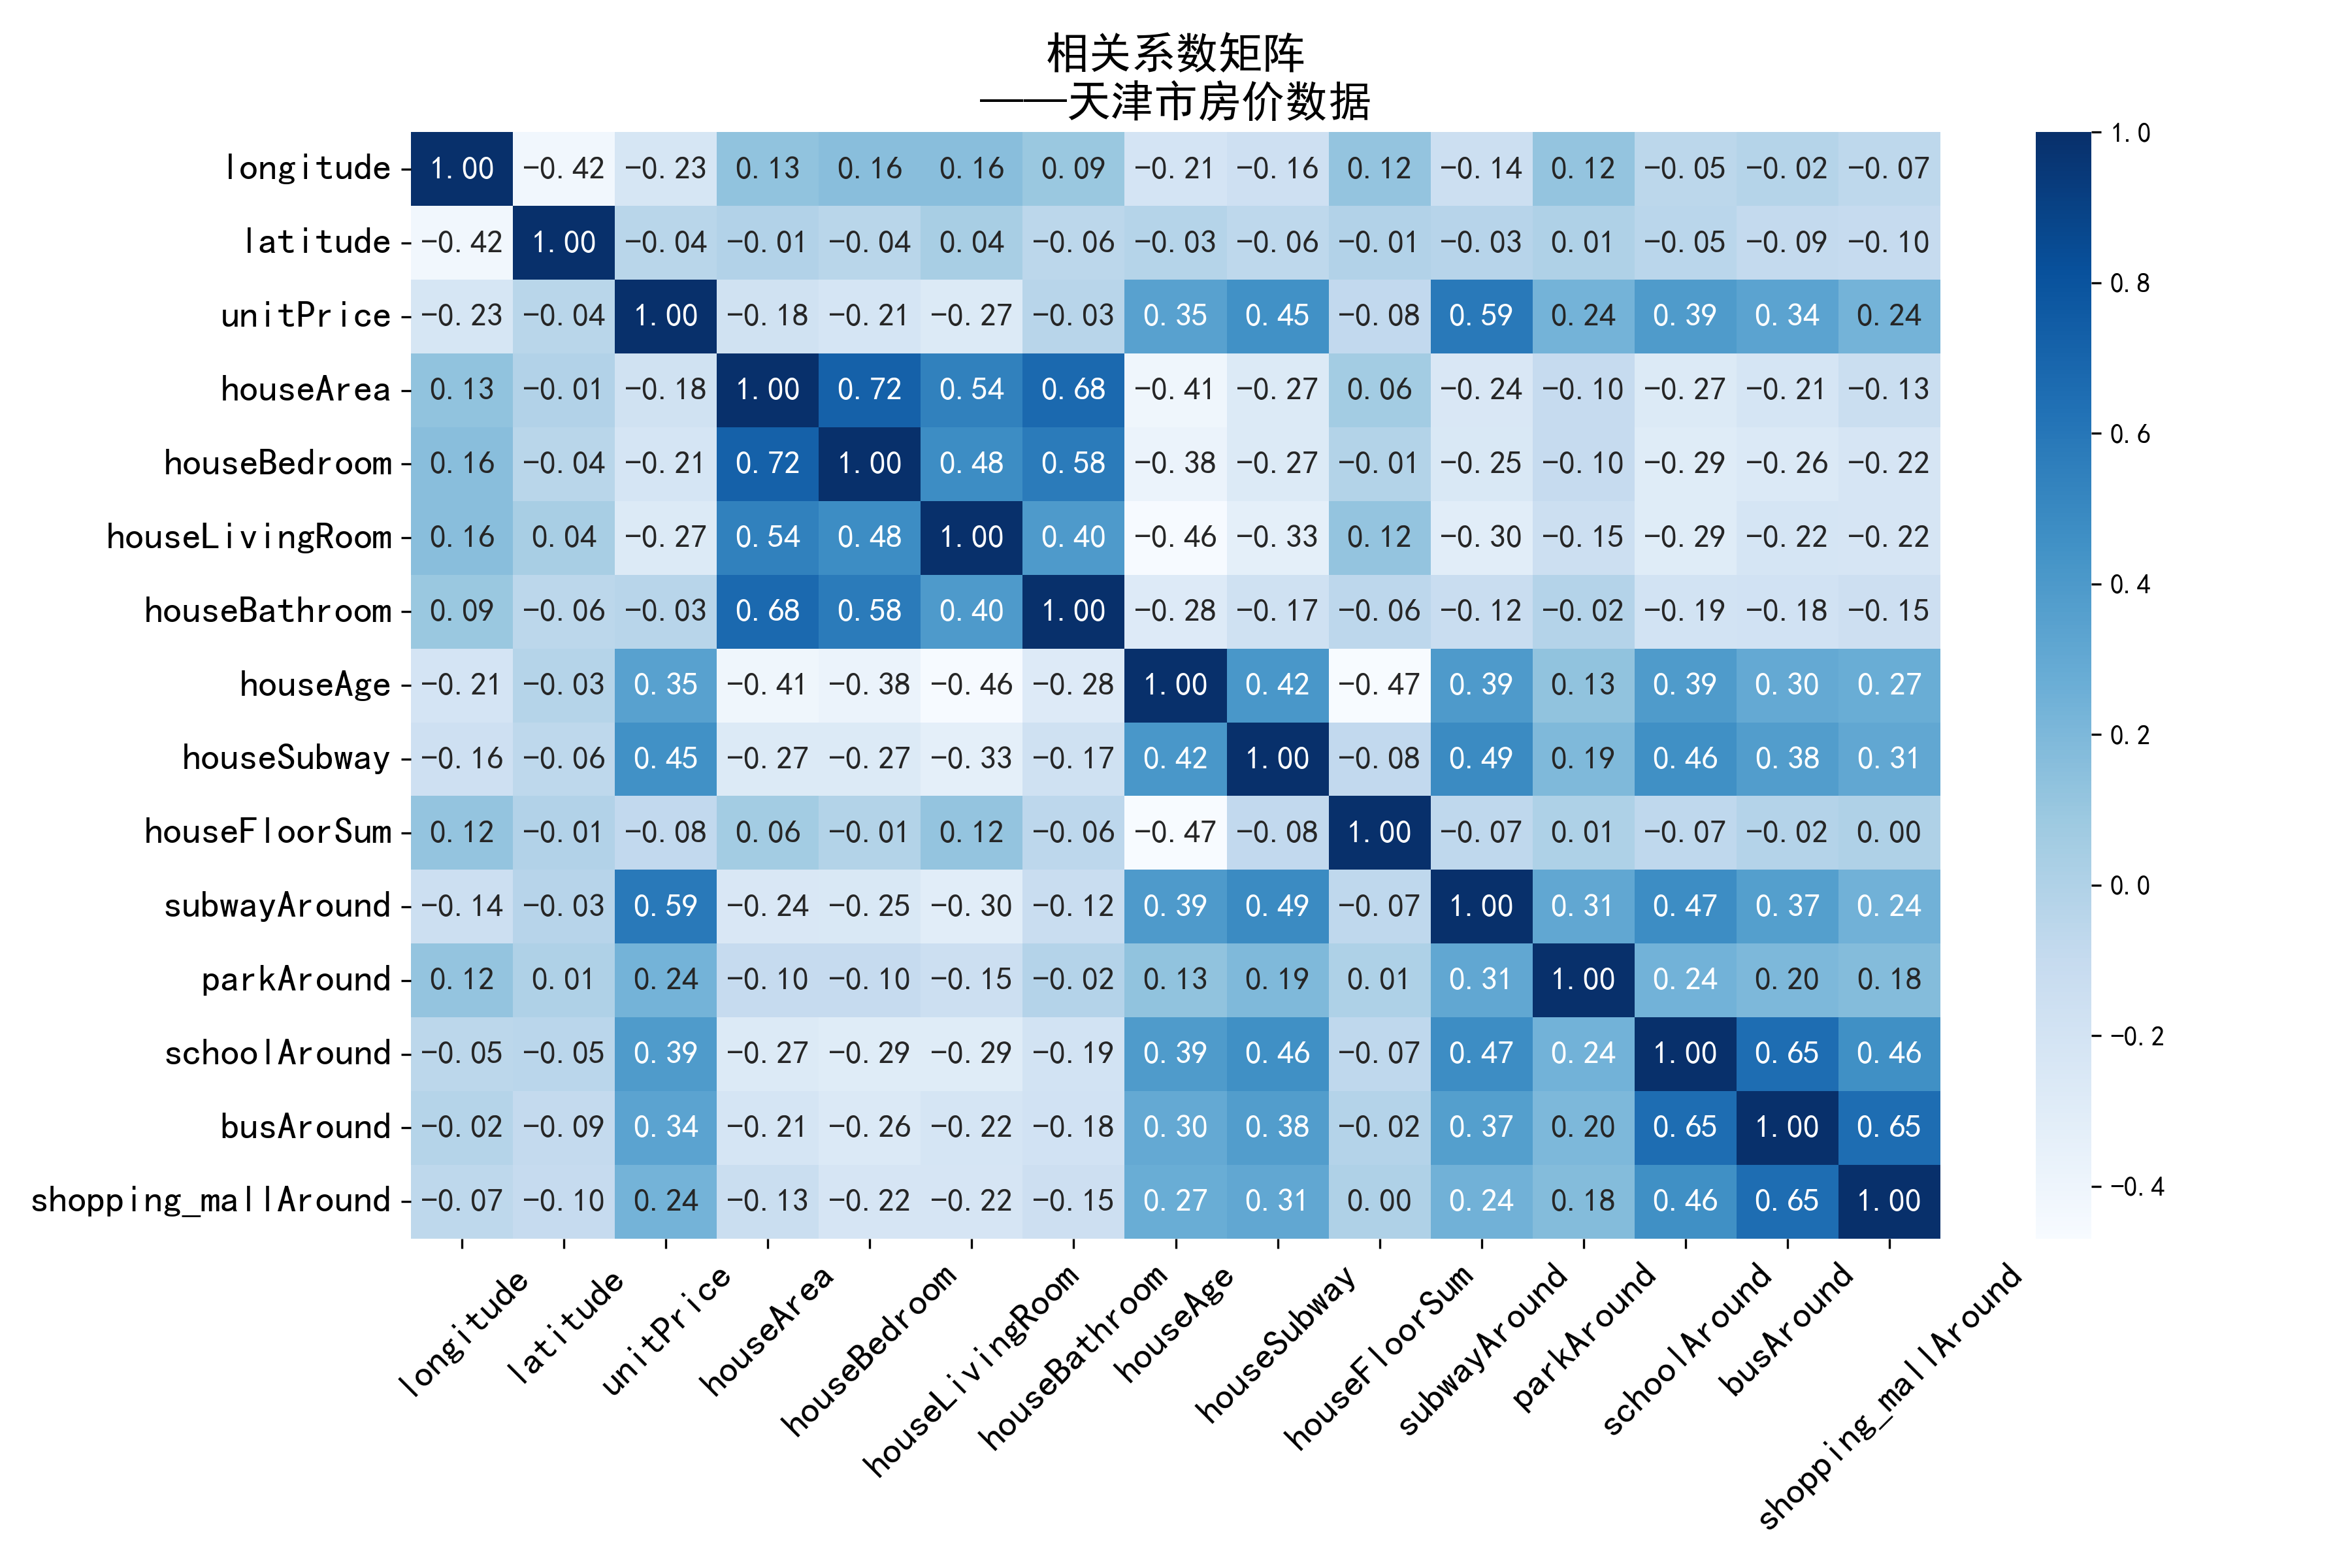 相关系数矩阵
——天津市房价数据
longitude 1.00 -0.42 -0.23 0.13 0.16 0.16 0.09 -0.21 -0.16 0.12 -0.14 0.12 -0.05 -0.02 -0.07
latitude -0.42 1.00 -0.04 -0.01 -0.04 0.04 -0.06 -0.03 -0.06 -0.01 -0.03 0.01 -0.05 -0.09 -0.10
unitPrice -0.23 -0.04 1.00 -0.18 -0.21 -0.27 -0.03 0.35 0.45 -0.08 0.59 0.24 0.39 0.34 0.24
houseArea 0.13 -0.01 -0.18 1.00 0.72 0.54 0.68 -0.41 -0.27 0.06 -0.24 -0.10 -0.27 -0.21 -0.13
houseBedroom 0.16 -0.04 -0.21 0.72 1.00 0.48 0.58 -0.38 -0.27 -0.01 -0.25 -0.10 -0.29 -0.26 -0.22
houseLivingRoom 0.16 0.04 -0.27 0.54 0.48 1.00 0.40 -0.46 -0.33 0.12 -0.30 -0.15 -0.29 -0.22 -0.22
houseBathroom 0.09 -0.06 -0.03 0.68 0.58 0.40 1.00 -0.28 -0.17 -0.06 -0.12 -0.02 -0.19 -0.18 -0.15
houseAge -0.21 -0.03 0.35 -0.41 -0.38 -0.46 -0.28 1.00 0.42 -0.47 0.39 0.13 0.39 0.30 0.27
houseSubway -0.16 -0.06 0.45 -0.27 -0.27 -0.33 -0.17 0.42 1.00 -0.08 0.49 0.19 0.46 0.38 0.31
houseFloorSum 0.12 -0.01 -0.08 0.06 -0.01 0.12 -0.06 -0.47 -0.08 1.00 -0.07 0.01 -0.07 -0.02 0.00
subwayAround -0.14 -0.03 0.59 -0.24 -0.25 -0.30 -0.12 0.39 0.49 -0.07 1.00 0.31 0.47 0.37 0.24
parkAround 0.12 0.01 0.24 -0.10 -0.10 -0.15 -0.02 0.13 0.19 0.01 0.31 1.00 0.24 0.20 0.18
schoolAround -0.05 -0.05 0.39 -0.27 -0.29 -0.29 -0.19 0.39 0.46 -0.07 0.47 0.24 1.00 0.65 0.46
busAround -0.02 -0.09 0.34 -0.21 -0.26 -0.22 -0.18 0.30 0.38 -0.02 0.37 0.20 0.65 1.00 0.65
shopping_mallAround -0.07 -0.10 0.24 -0.13 -0.22 -0.22 -0.15 0.27 0.31 0.00 0.24 0.18 0.46 0.65 1.00
longitude
latitude
unitPrice
houseArea
houseBedroom
houseLivingRoom
houseBathroom
houseAge
houseSubway
houseFloorSum
subwayAround
parkAround
schoolAround
busAround
shopping_mallAround
1.0
0.8
0.6
0.4
0.2
0.0
-0.2
-0.4